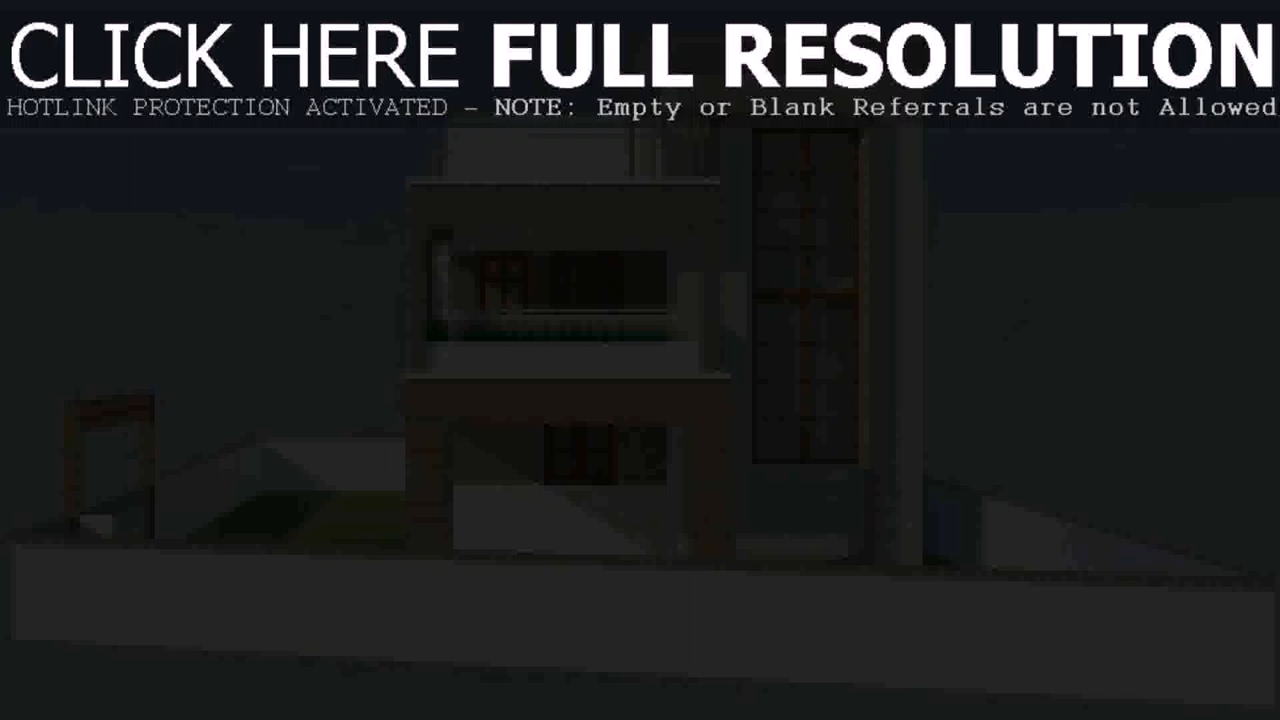 CLICK HERE FULL RESOLUTION
HOTLINK PROTECTION ACTIVATED - NOTE: Empty or Blank Referrals are not Allowed